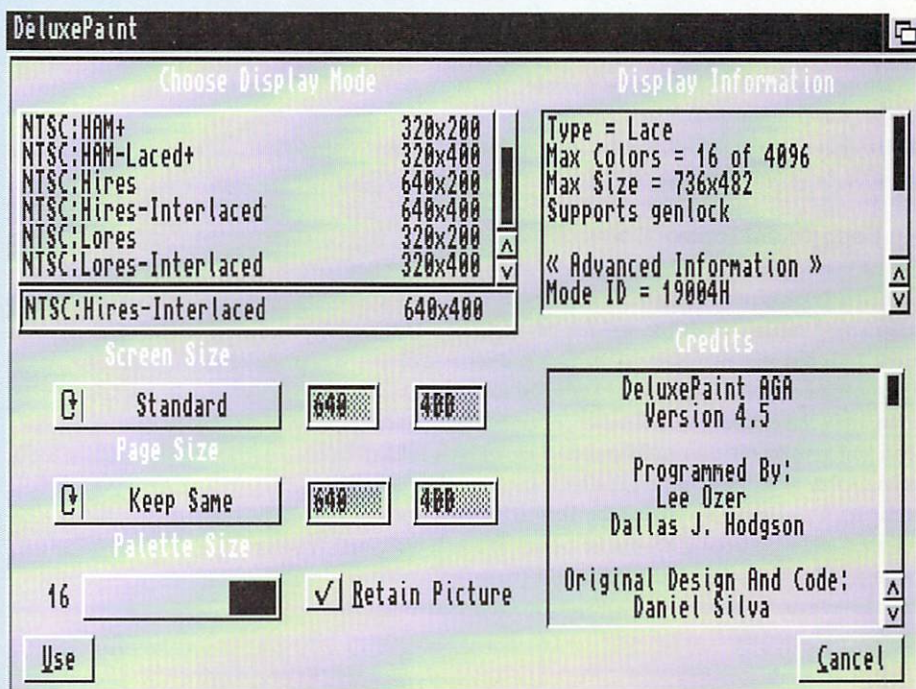 DeluxePaint
Choose Display Mode
NTSC:HAM+ 320x200
NTSC:HAM-Laced+ 320x400
NTSC:Hires 640x200
NTSC:Hires-Interlaced 640x400
NTSC:Lores 320x200
NTSC:Lores-Interlaced 320x400
NTSC:Hires-Interlaced 640x400
Screen Size
Standard 640 400
Page Size
Keep Same 640 400
Palette Size
16 ✓ Retain Picture
Use
Display Information
Type = Lace
Max Colors = 16 of 4096
Max Size = 736x482
Supports genlock
« Advanced Information »
Mode ID = 19004H
Credits
DeluxePaint AGA
Version 4.5
Programmed By:
Lee Ozer
Dallas J. Hodgson
Original Design And Code:
Daniel Silva
Cancel